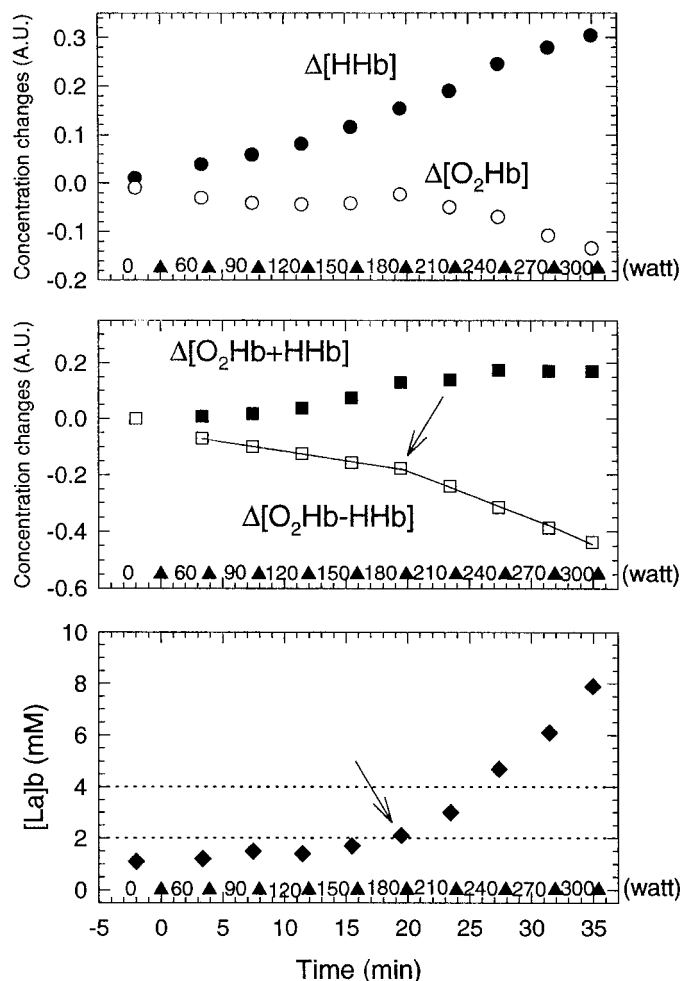 Concentration changes (A.U.)
0.3
Δ[HHb]
0.2
0.1
Δ[O₂Hb]
0.0
-0.1
0 ▲ 60 ▲ 90 ▲ 120 ▲ 150 ▲ 180 ▲ 210 ▲ 240 ▲ 270 ▲ 300 ▲ (watt)
-0.2
Concentration changes (A.U.)
Δ[O₂Hb+HHb]
0.2
0.0
-0.2
Δ[O₂Hb-HHb]
-0.4
0 ▲ 60 ▲ 90 ▲ 120 ▲ 150 ▲ 180 ▲ 210 ▲ 240 ▲ 270 ▲ 300 ▲ (watt)
-0.6
[La]b (mM)
10
8
6
4
2
0 0 ▲ 60 ▲ 90 ▲ 120 ▲ 150 ▲ 180 ▲ 210 ▲ 240 ▲ 270 ▲ 300 ▲ (watt)
-5 0 5 10 15 20 25 30 35
Time (min)